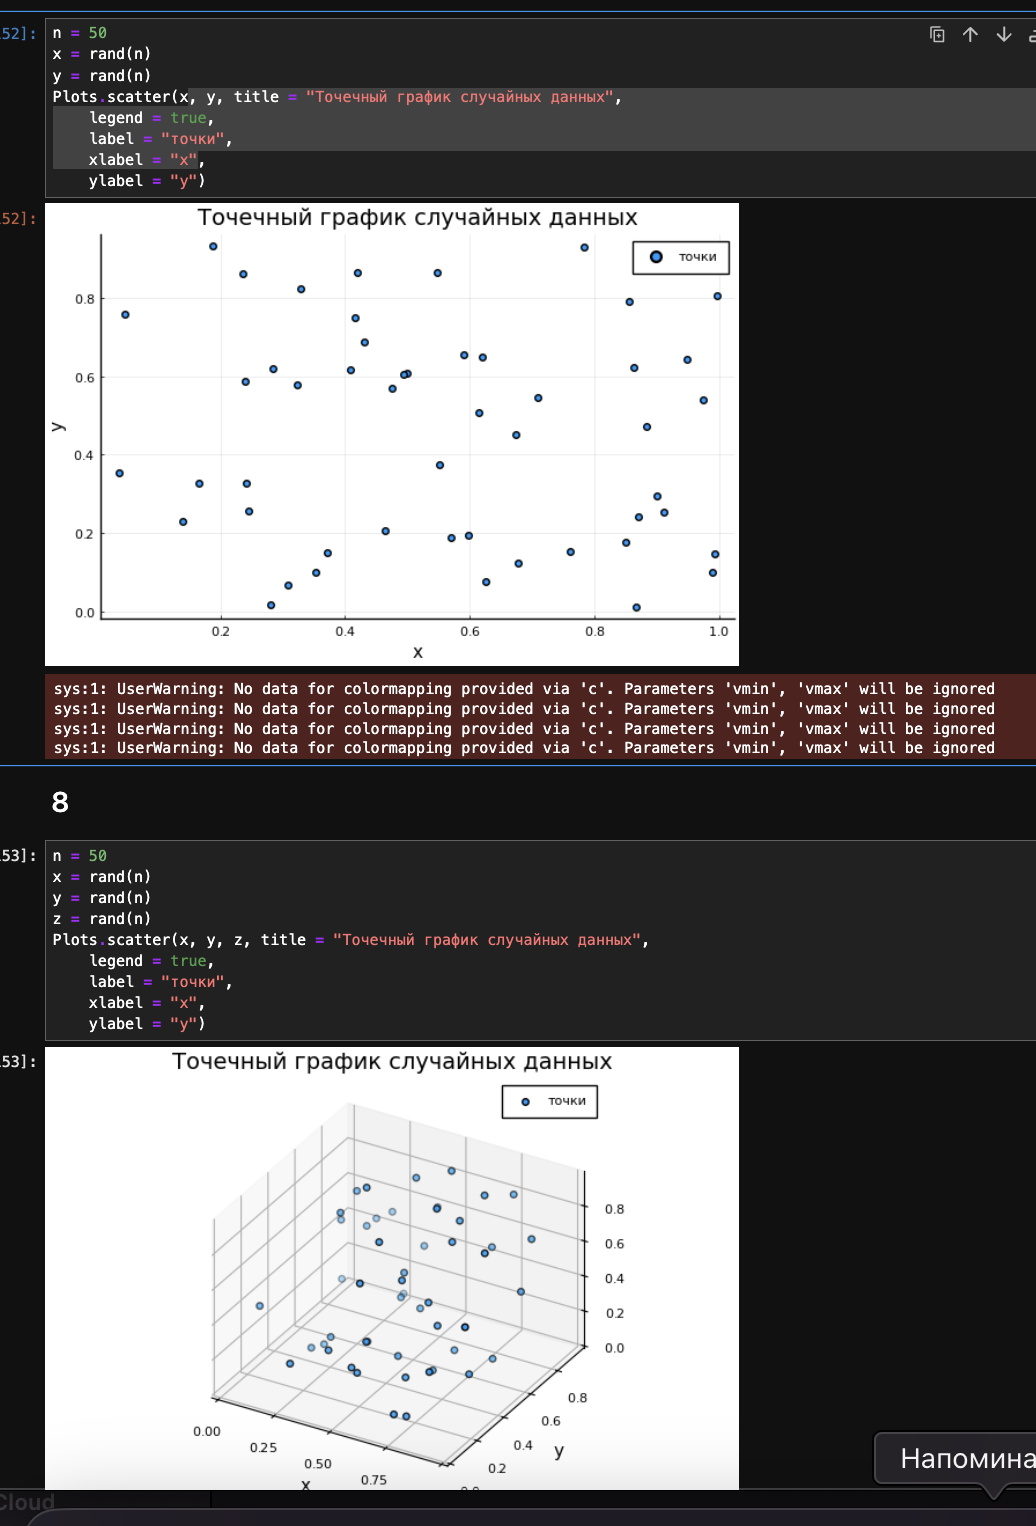 52]:
n = 50
x = rand(n)
y = rand(n)
Plots.scatter(x, y, title = "Точечный график случайных данных",
legend = true,
label = "точки",
xlabel = "x",
ylabel = "y")
52]:
Точечный график случайных данных
точки
0.8
0.6
0.4
0.2
0.0
y
0.2 0.4 0.6 0.8 1.0
x
sys:1: UserWarning: No data for colormapping provided via 'c'. Parameters 'vmin', 'vmax' will be ignored
sys:1: UserWarning: No data for colormapping provided via 'c'. Parameters 'vmin', 'vmax' will be ignored
sys:1: UserWarning: No data for colormapping provided via 'c'. Parameters 'vmin', 'vmax' will be ignored
sys:1: UserWarning: No data for colormapping provided via 'c'. Parameters 'vmin', 'vmax' will be ignored
8
53]:
n = 50
x = rand(n)
y = rand(n)
z = rand(n)
Plots.scatter(x, y, z, title = "Точечный график случайных данных",
legend = true,
label = "точки",
xlabel = "x",
ylabel = "y")
53]:
Точечный график случайных данных
точки
0.8
0.6
0.4
0.2
0.0
0.8
0.6
0.4
0.2
y
0.00
0.25
0.50
0.75
x
Напомина
Cloud